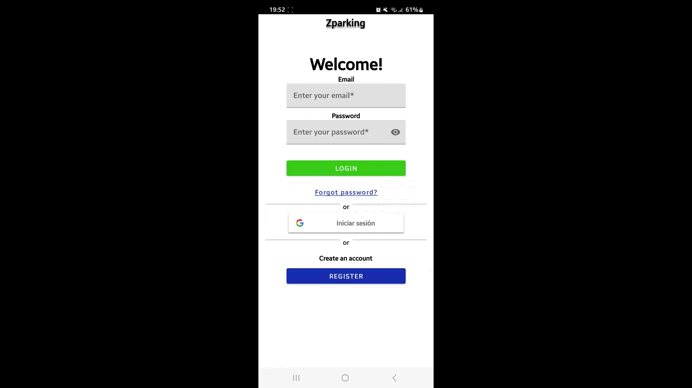 19:52 61%
Zparking
Welcome!
Email
Enter your email*
Password
Enter your password*
LOGIN
Forgot password?
or
Iniciar sesión
or
Create an account
REGISTER